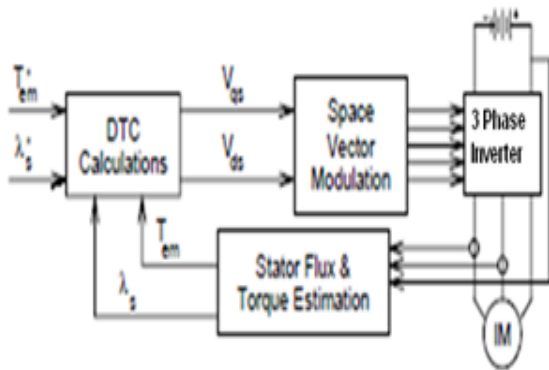 T*em
λ*s
DTC
Calculations
Vqs
Vds
Space
Vector
Modulation
3 Phase
Inverter
- +
Tem
λs
Stator Flux &
Torque Estimation
IM